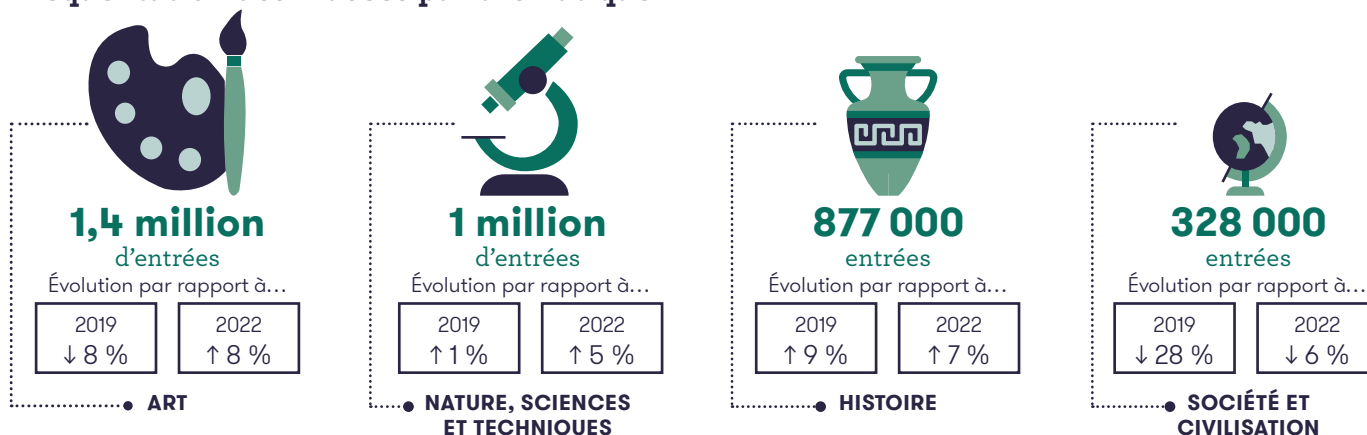 1,4 million
d'entrées
Évolution par rapport à...
2019
↓ 8 %
2022
↑ 8 %
ART
1 million
d'entrées
Évolution par rapport à...
2019
↑ 1 %
2022
↑ 5 %
NATURE, SCIENCES
ET TECHNIQUES
877 000
entrées
Évolution par rapport à...
2019
↑ 9 %
2022
↑ 7 %
HISTOIRE
328 000
entrées
Évolution par rapport à...
2019
↓ 28 %
2022
↓ 6 %
SOCIÉTÉ ET
CIVILISATION